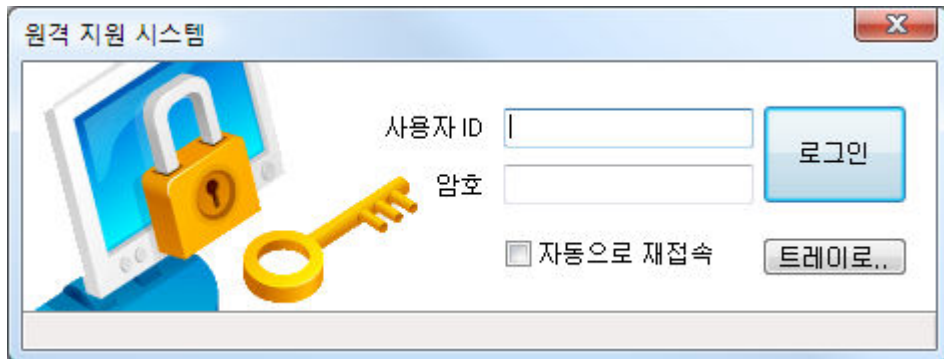 원격 지원 시스템
사용자 ID
로그인
암호
자동으로 재접속
트레이로..